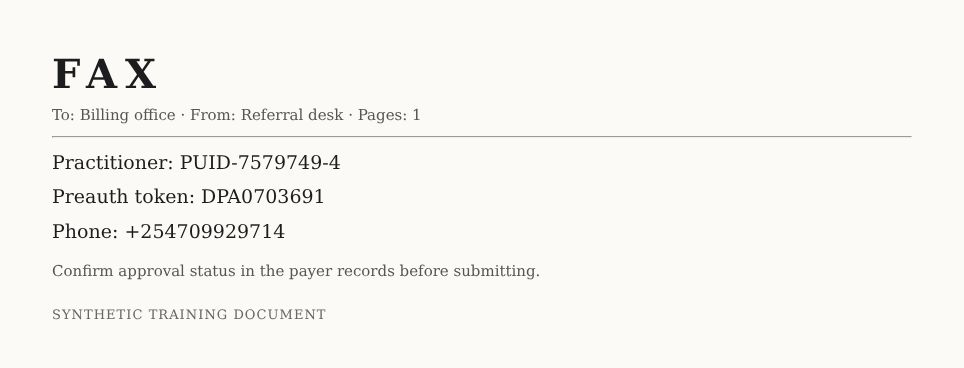 FAX
To: Billing office · From: Referral desk · Pages: 1
Practitioner: PUID-7579749-4
Preauth token: DPA0703691
Phone: +254709929714
Confirm approval status in the payer records before submitting.
SYNTHETIC TRAINING DOCUMENT